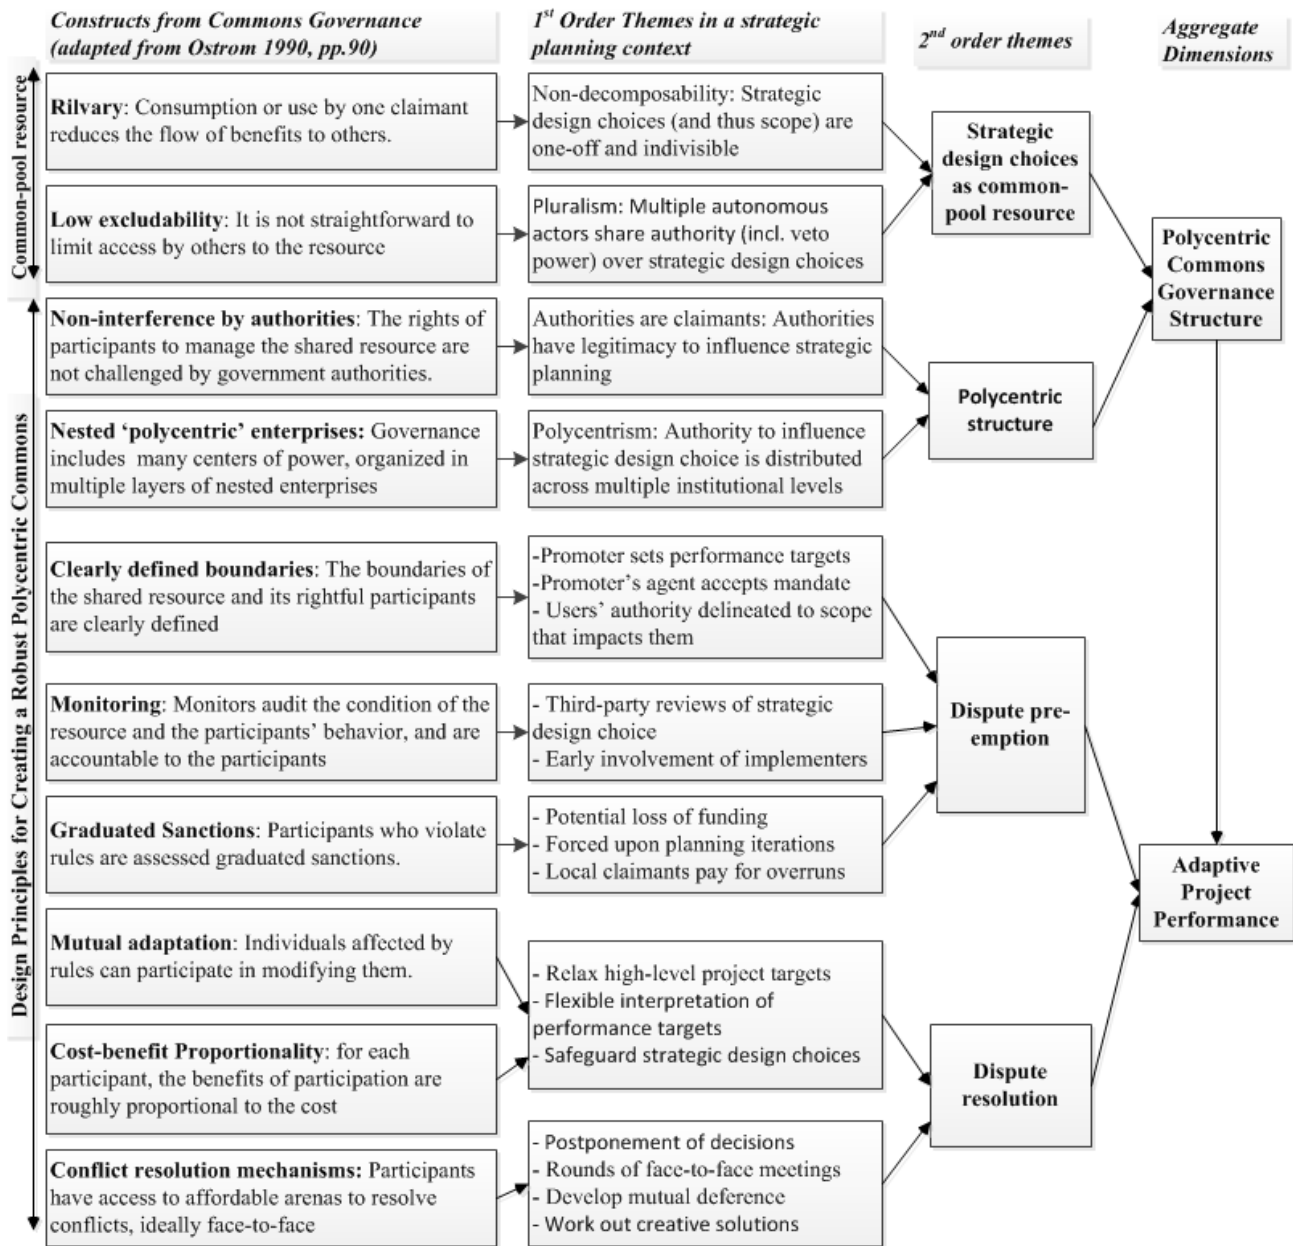 Constructs from Commons Governance
(adapted from Ostrom 1990, pp.90)
1st Order Themes in a strategic
planning context
2nd order themes
Aggregate
Dimensions
Common-pool resource
Rilvary: Consumption or use by one claimant
reduces the flow of benefits to others.
Non-decomposability: Strategic
design choices (and thus scope) are
one-off and indivisible
Strategic
design choices
as common-
pool resource
Low excludability: It is not straightforward to
limit access by others to the resource
Pluralism: Multiple autonomous
actors share authority (incl. veto
power) over strategic design choices
Polycentric
Commons
Governance
Structure
Design Principles for Creating a Robust Polycentric Commons
Non-interference by authorities: The rights of
participants to manage the shared resource are
not challenged by government authorities.
Authorities are claimants: Authorities
have legitimacy to influence strategic
planning
Polycentric
structure
Nested ‘polycentric’ enterprises: Governance
includes many centers of power, organized in
multiple layers of nested enterprises
Polycentrism: Authority to influence
strategic design choice is distributed
across multiple institutional levels
Clearly defined boundaries: The boundaries of
the shared resource and its rightful participants
are clearly defined
-Promoter sets performance targets
-Promoter’s agent accepts mandate
- Users’ authority delineated to scope
that impacts them
Dispute pre-
emption
Monitoring: Monitors audit the condition of the
resource and the participants’ behavior, and are
accountable to the participants
- Third-party reviews of strategic
design choice
- Early involvement of implementers
Graduated Sanctions: Participants who violate
rules are assessed graduated sanctions.
- Potential loss of funding
- Forced upon planning iterations
- Local claimants pay for overruns
Adaptive
Project
Performance
Mutual adaptation: Individuals affected by
rules can participate in modifying them.
- Relax high-level project targets
- Flexible interpretation of
performance targets
- Safeguard strategic design choices
Cost-benefit Proportionality: for each
participant, the benefits of participation are
roughly proportional to the cost
Dispute
resolution
Conflict resolution mechanisms: Participants
have access to affordable arenas to resolve
conflicts, ideally face-to-face
- Postponement of decisions
- Rounds of face-to-face meetings
- Develop mutual deference
- Work out creative solutions